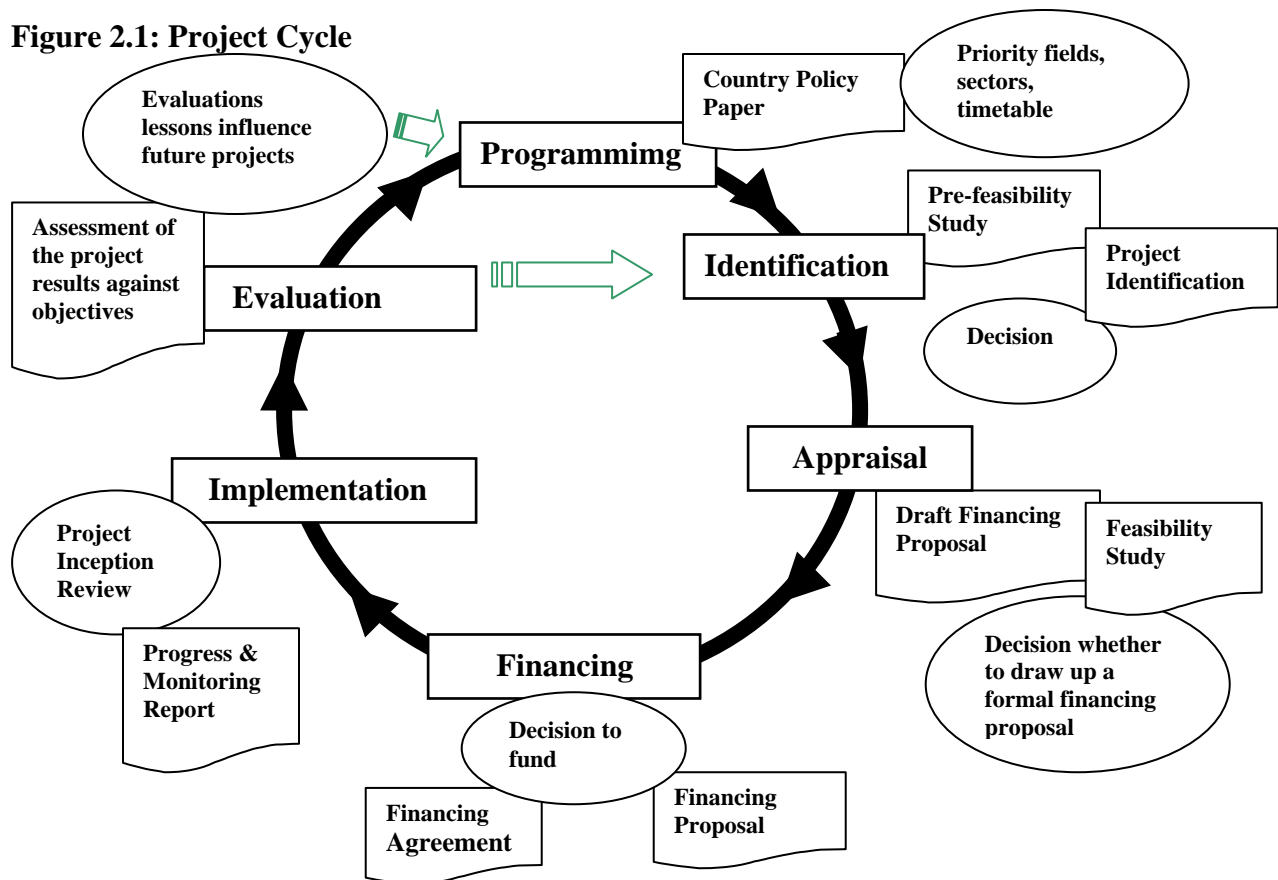 Figure 2.1: Project Cycle
Evaluations
lessons influence
future projects
Programmimg
Country Policy
Paper
Priority fields,
sectors,
timetable
Assessment of
the project
results against
objectives
Evaluation
Identification
Pre-feasibility
Study
Project
Identification
Decision
Appraisal
Draft Financing
Proposal
Feasibility
Study
Decision whether
to draw up a
formal financing
proposal
Implementation
Project
Inception
Review
Progress &
Monitoring
Report
Financing
Decision to
fund
Financing
Agreement
Financing
Proposal